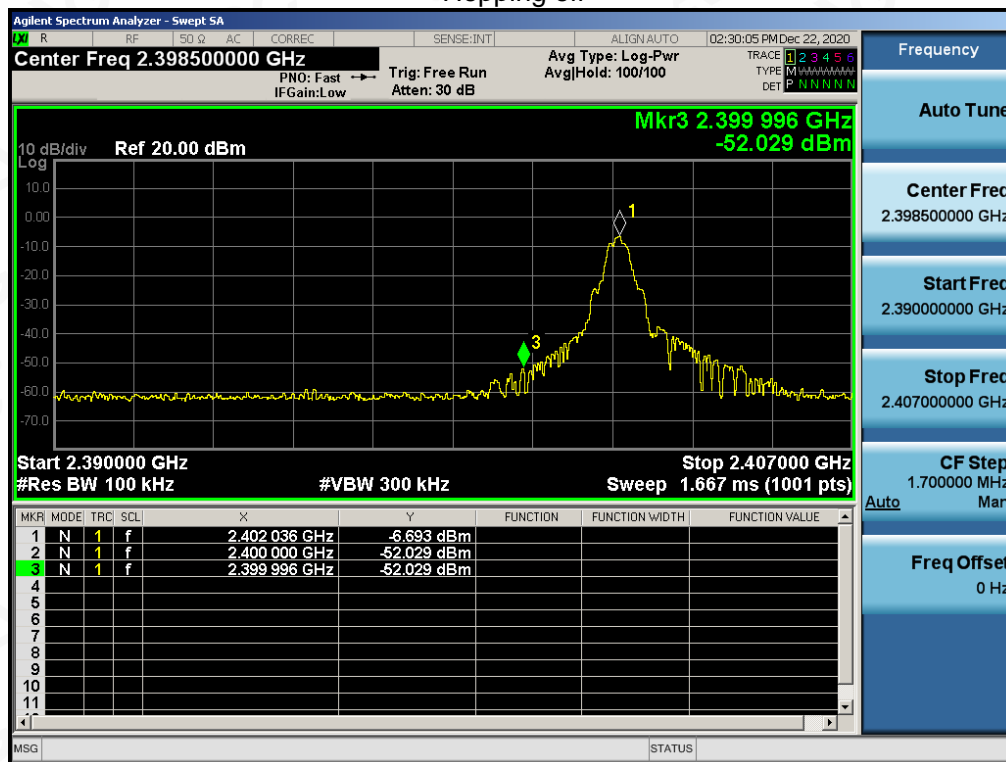 Agilent Spectrum Analyzer - Swept SA
LXI R RF 50 Ω AC CORREC SENSE:INT ALIGN AUTO 02:30:05 PM Dec 22, 2020
Center Freq 2.398500000 GHz
PNO: Fast
IFGain:Low
Trig: Free Run
Atten: 30 dB
Avg Type: Log-Pwr
Avg|Hold: 100/100
TRACE 1 2 3 4 5 6
TYPE M
DET P N N N N N
Mkr3 2.399 996 GHz
-52.029 dBm
10 dB/div Ref 20.00 dBm
Log
10.0
0.00
-10.0
-20.0
-30.0
-40.0
-50.0
-60.0
-70.0
1
3
Start 2.390000 GHz Stop 2.407000 GHz
#Res BW 100 kHz #VBW 300 kHz Sweep 1.667 ms (1001 pts)
MKR MODE TRC SCL X Y FUNCTION FUNCTION WIDTH FUNCTION VALUE
1 N 1 f 2.402 036 GHz -6.693 dBm
2 N 1 f 2.400 000 GHz -52.029 dBm
3 N 1 f 2.399 996 GHz -52.029 dBm
4
5
6
7
8
9
10
11
MSG STATUS
Frequency
Auto Tune
Center Freq
2.398500000 GHz
Start Freq
2.390000000 GHz
Stop Freq
2.407000000 GHz
CF Step
1.700000 MHz
Auto Man
Freq Offset
0 Hz